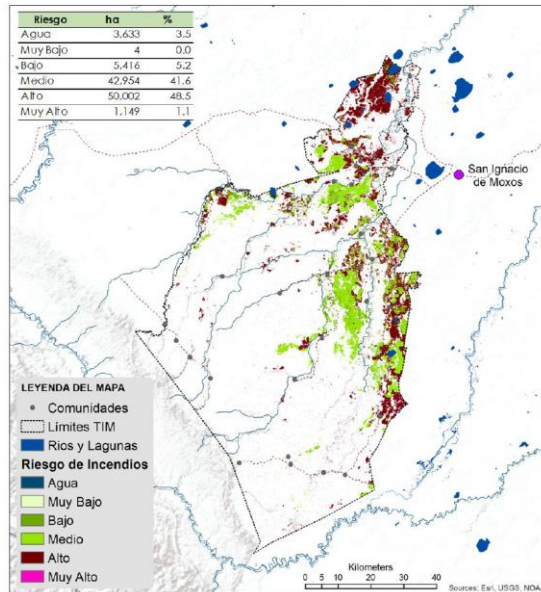 Riesgo ha %
Agua 3,633 3.5
Muy Bajo 4 0.0
Bajo 5,416 5.2
Medio 42,954 41.6
Alto 50,002 48.5
Muy Alto 1,149 1.1
San Ignacio
de Moxos
LEYENDA DEL MAPA
Comunidades
Límites TIM
Rios y Lagunas
Riesgo de Incendios
Agua
Muy Bajo
Bajo
Medio
Alto
Muy Alto
Kilometers
0 5 10 20 30 40
Sources: Esri, USGS, NOA